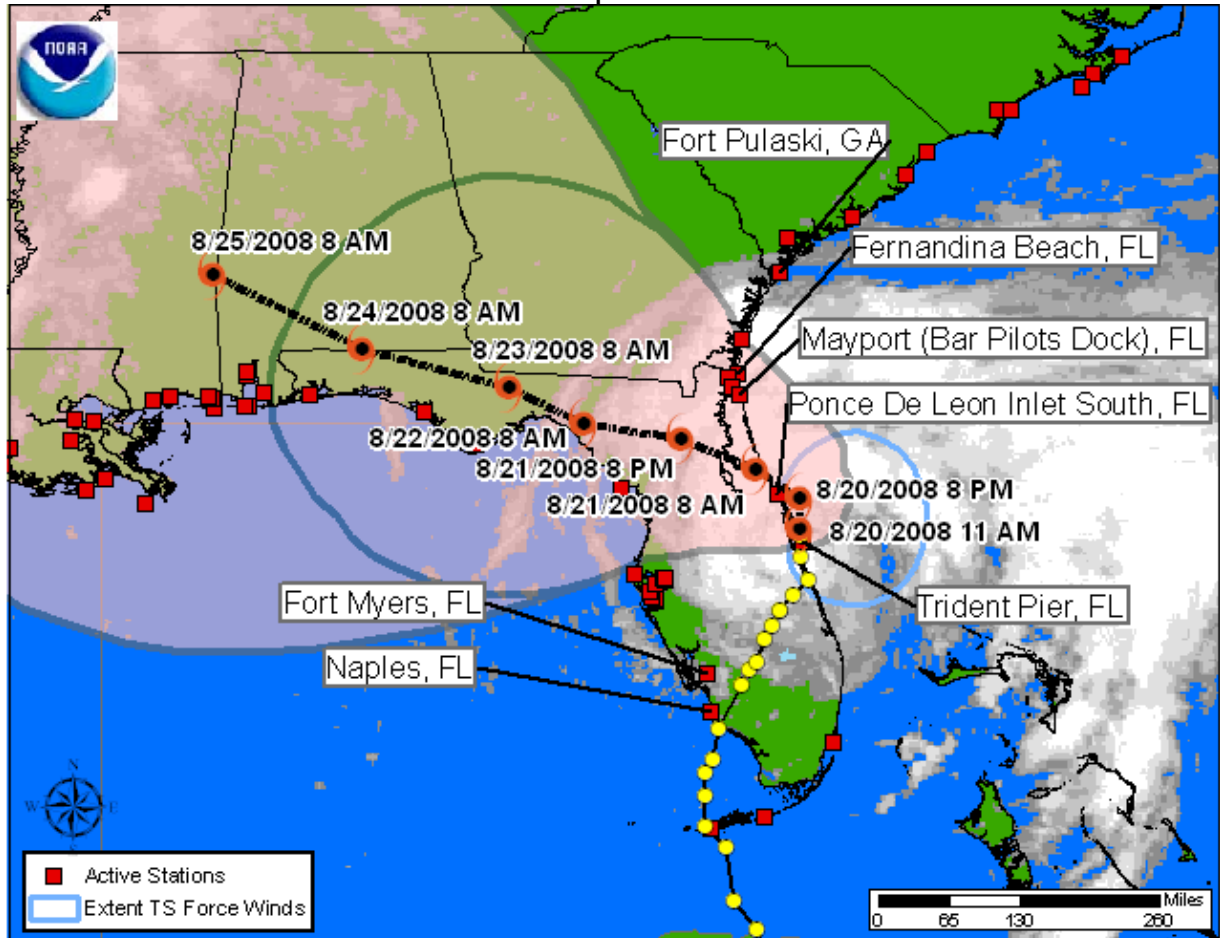 NOAA
Fort Pulaski, GA
Fernandina Beach, FL
8/25/2008 8 AM
8/24/2008 8 AM
Mayport (Bar Pilots Dock), FL
8/23/2008 8 AM
Ponce De Leon Inlet South, FL
8/22/2008 8 AM
8/21/2008 8 PM
8/20/2008 8 PM
8/21/2008 8 AM
8/20/2008 11 AM
Fort Myers, FL
Trident Pier, FL
Naples, FL
N
W E
S
Active Stations
Extent TS Force Winds
Miles
0 65 130 260